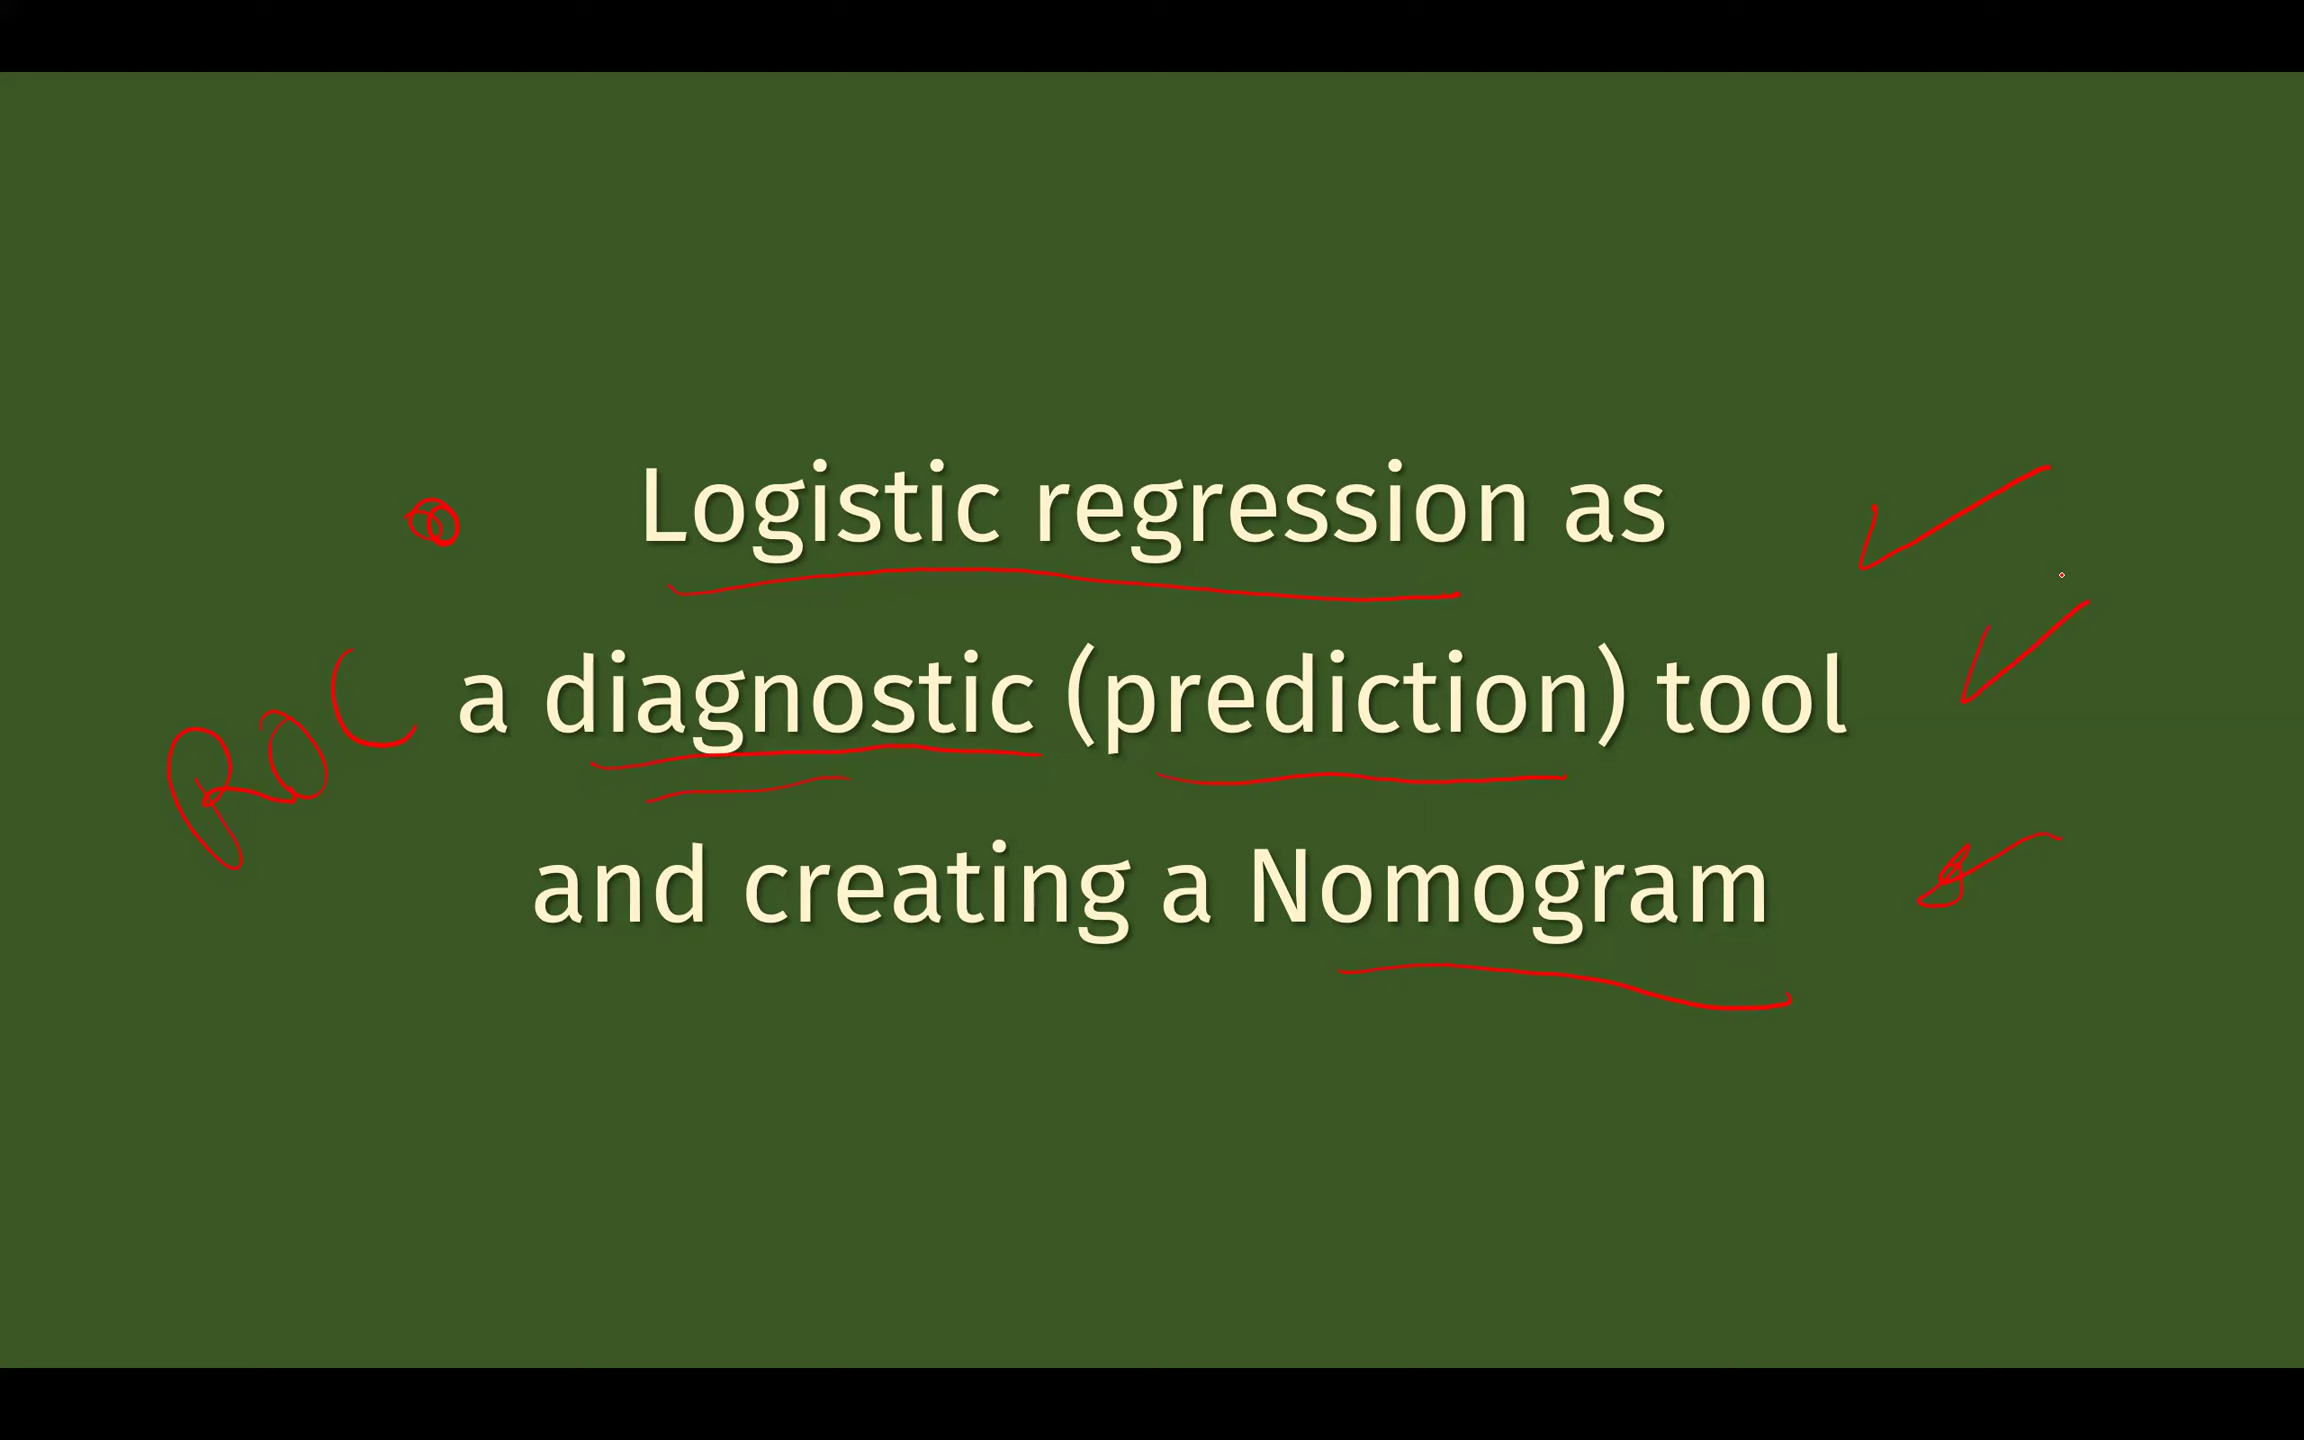 Logistic regression as
ROC
a diagnostic (prediction) tool
and creating a Nomogram